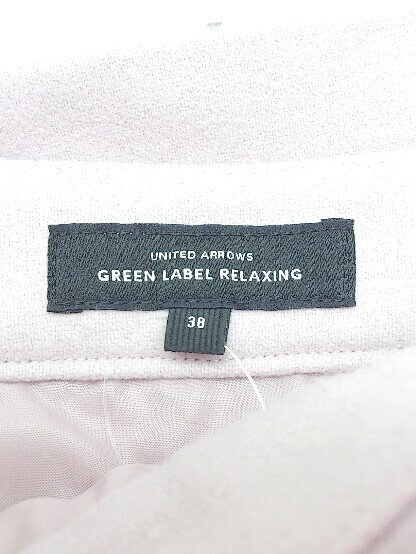 UNITED ARROWS
GREEN LABEL RELAXING
38